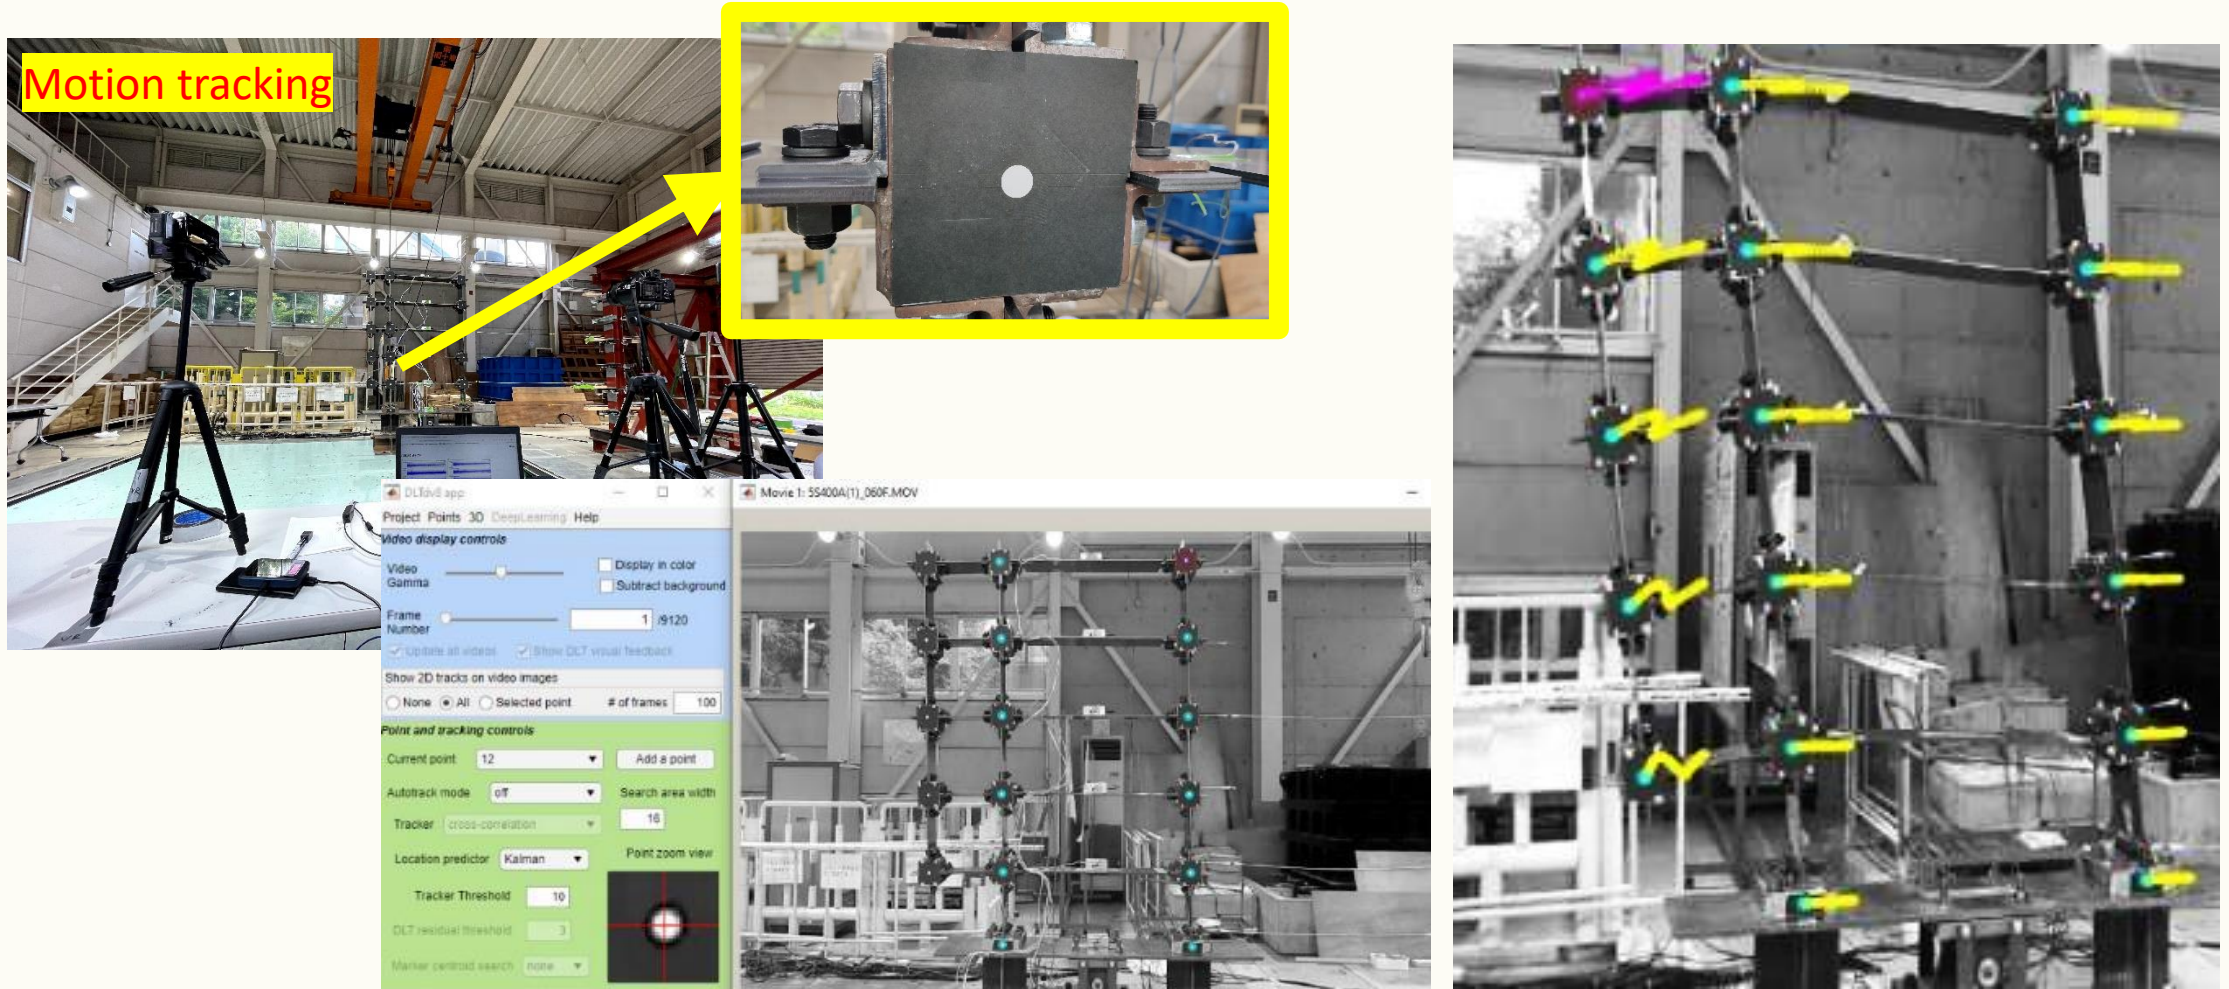 Motion tracking
DLTdv8 app
Project Points 3D DeepLearning Help
Video display controls
Video Gamma
Display in color
Subtract background
Frame Number
1 /9120
Update all videos
Show DLT visual feedback
Show 2D tracks on video images
None All Selected point # of frames 100
Point and tracking controls
Current point 12 Add a point
Autotrack mode off Search area width
Tracker cross-correlation 16
Location predictor Kalman Point zoom view
Tracker Threshold 10
DLT residual threshold 3
Marker centroid search none
Movie 1: 5S400A(1)_060F.MOV